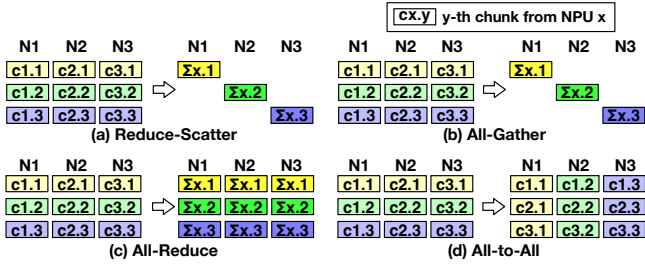 cx.y y-th chunk from NPU x
N1 N2 N3 N1 N2 N3
c1.1 c2.1 c3.1 Σx.1
c1.2 c2.2 c3.2 Σx.2
c1.3 c2.3 c3.3 Σx.3
(a) Reduce-Scatter
N1 N2 N3 N1 N2 N3
c1.1 c2.1 c3.1 Σx.1
c1.2 c2.2 c3.2 Σx.2
c1.3 c2.3 c3.3 Σx.3
(b) All-Gather
N1 N2 N3 N1 N2 N3
c1.1 c2.1 c3.1 Σx.1 Σx.1 Σx.1
c1.2 c2.2 c3.2 Σx.2 Σx.2 Σx.2
c1.3 c2.3 c3.3 Σx.3 Σx.3 Σx.3
(c) All-Reduce
N1 N2 N3 N1 N2 N3
c1.1 c2.1 c3.1 c1.1 c1.2 c1.3
c1.2 c2.2 c3.2 c2.1 c2.2 c2.3
c1.3 c2.3 c3.3 c3.1 c3.2 c3.3
(d) All-to-All